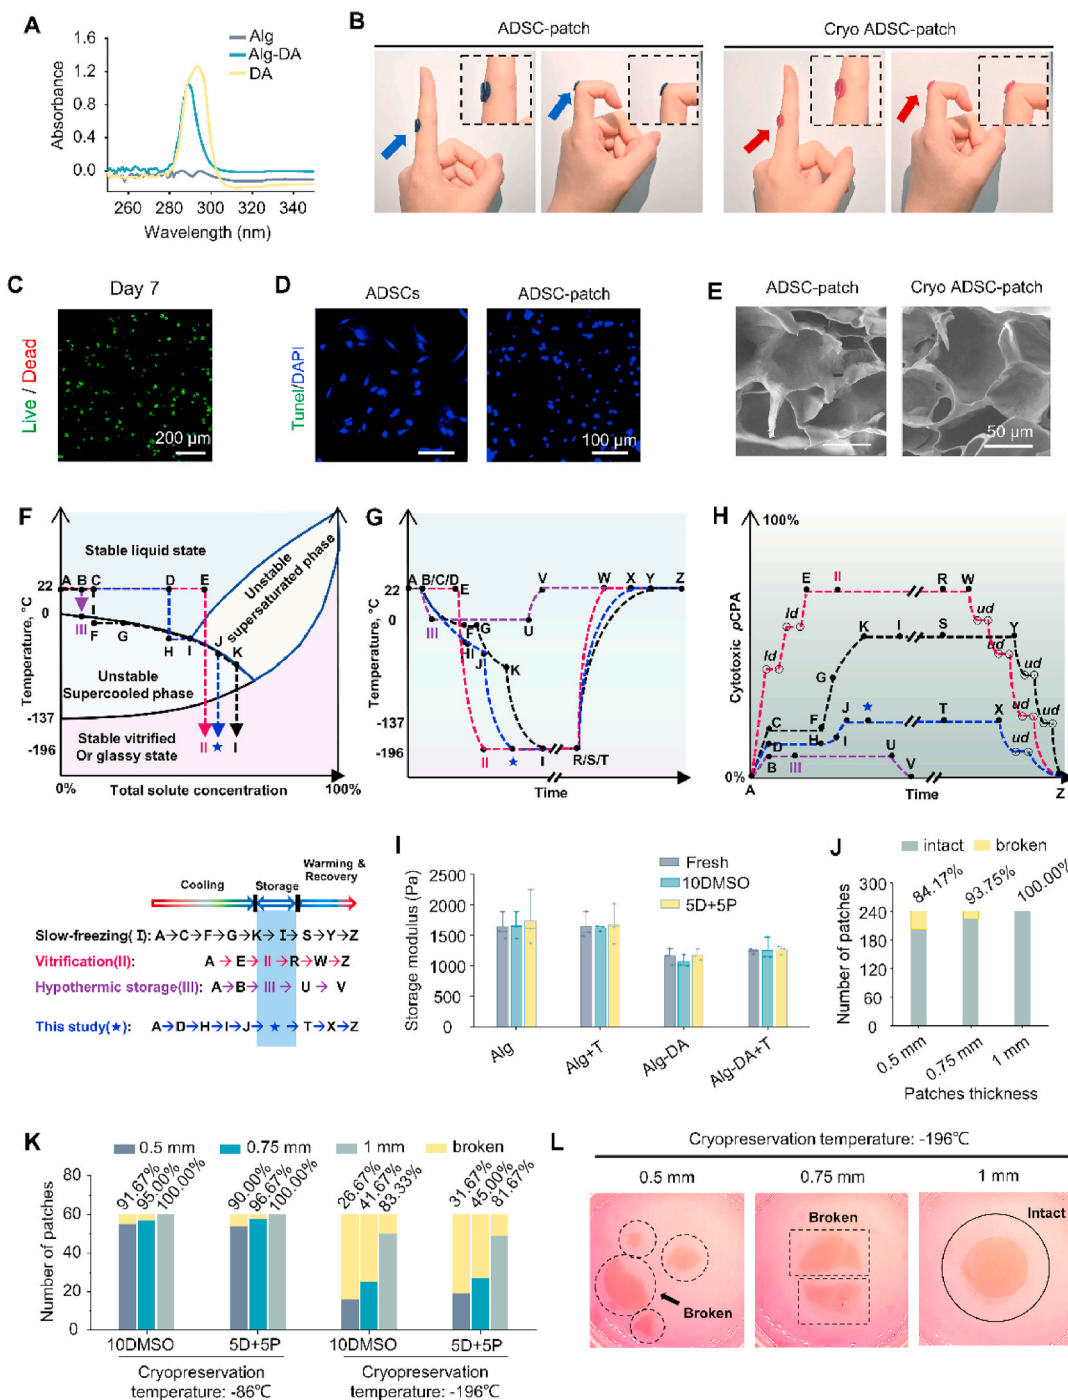 A
Alg
Alg-DA
DA
1.6
1.2
0.8
0.4
0.0
Absorbance
260
280
300
320
340
Wavelength (nm)
B
ADSC-patch
Cryo ADSC-patch
C
Day 7
Live / Dead
200 µm
D
ADSCs
ADSC-patch
Tunel/DAPI
100 µm
E
ADSC-patch
Cryo ADSC-patch
50 µm
F
Stable liquid state
Unstable
supersaturated phase
A B C D E
22
0
III
F G H I J K
Temperature, °C
Unstable
Supercooled phase
-137
Stable vitrified
Or glassy state
-196
II ★ I
0%
Total solute concentration
100%
G
A B/C/D E V W X Y Z
22
0
III F G U
H I J K
Temperature, °C
-137
-196
II ★ I R/S/T
Time
H
100%
E II R W
ld ud
K I S Y
ld ud
G
ud
J ★ T X
C F ud ud
D H I ud
B III U
V
Cytotoxic pCPA
0%
A Time Z
Cooling
Storage
Warming &
Recovery
Slow-freezing(I): A→C→F→G→K→I→S→Y→Z
Vitrification(II): A→E→II→R→W→Z
Hypothermic storage(III): A→B→III→U→V
This study(★): A→D→H→I→J→★→T→X→Z
I
Fresh
10DMSO
5D+5P
2500
2000
1500
1000
500
0
Storage modulus (Pa)
Alg
Alg+T
Alg-DA
Alg-DA+T
J
intact
broken
84.17%
93.75%
100.00%
300
240
180
120
60
0
Number of patches
0.5 mm
0.75 mm
1 mm
Patches thickness
K
0.5 mm
0.75 mm
1 mm
broken
91.67%
95.00%
100.00%
90.00%
96.67%
100.00%
26.67%
41.67%
83.33%
31.67%
45.00%
81.67%
80
60
40
20
0
Number of patches
10DMSO
5D+5P
10DMSO
5D+5P
Cryopreservation
temperature: -86℃
Cryopreservation
temperature: -196℃
L
Cryopreservation temperature: -196℃
0.5 mm
0.75 mm
1 mm
Broken
Broken
Intact